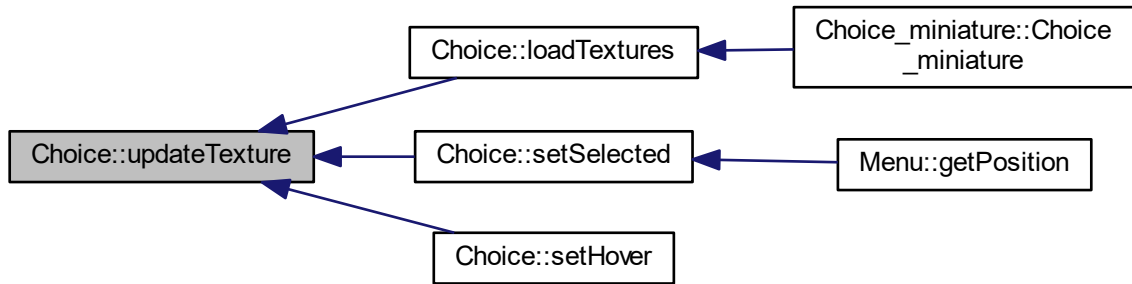 Choice::updateTexture
Choice::loadTextures
Choice_miniature::Choice
_miniature
Choice::setSelected
Menu::getPosition
Choice::setHover